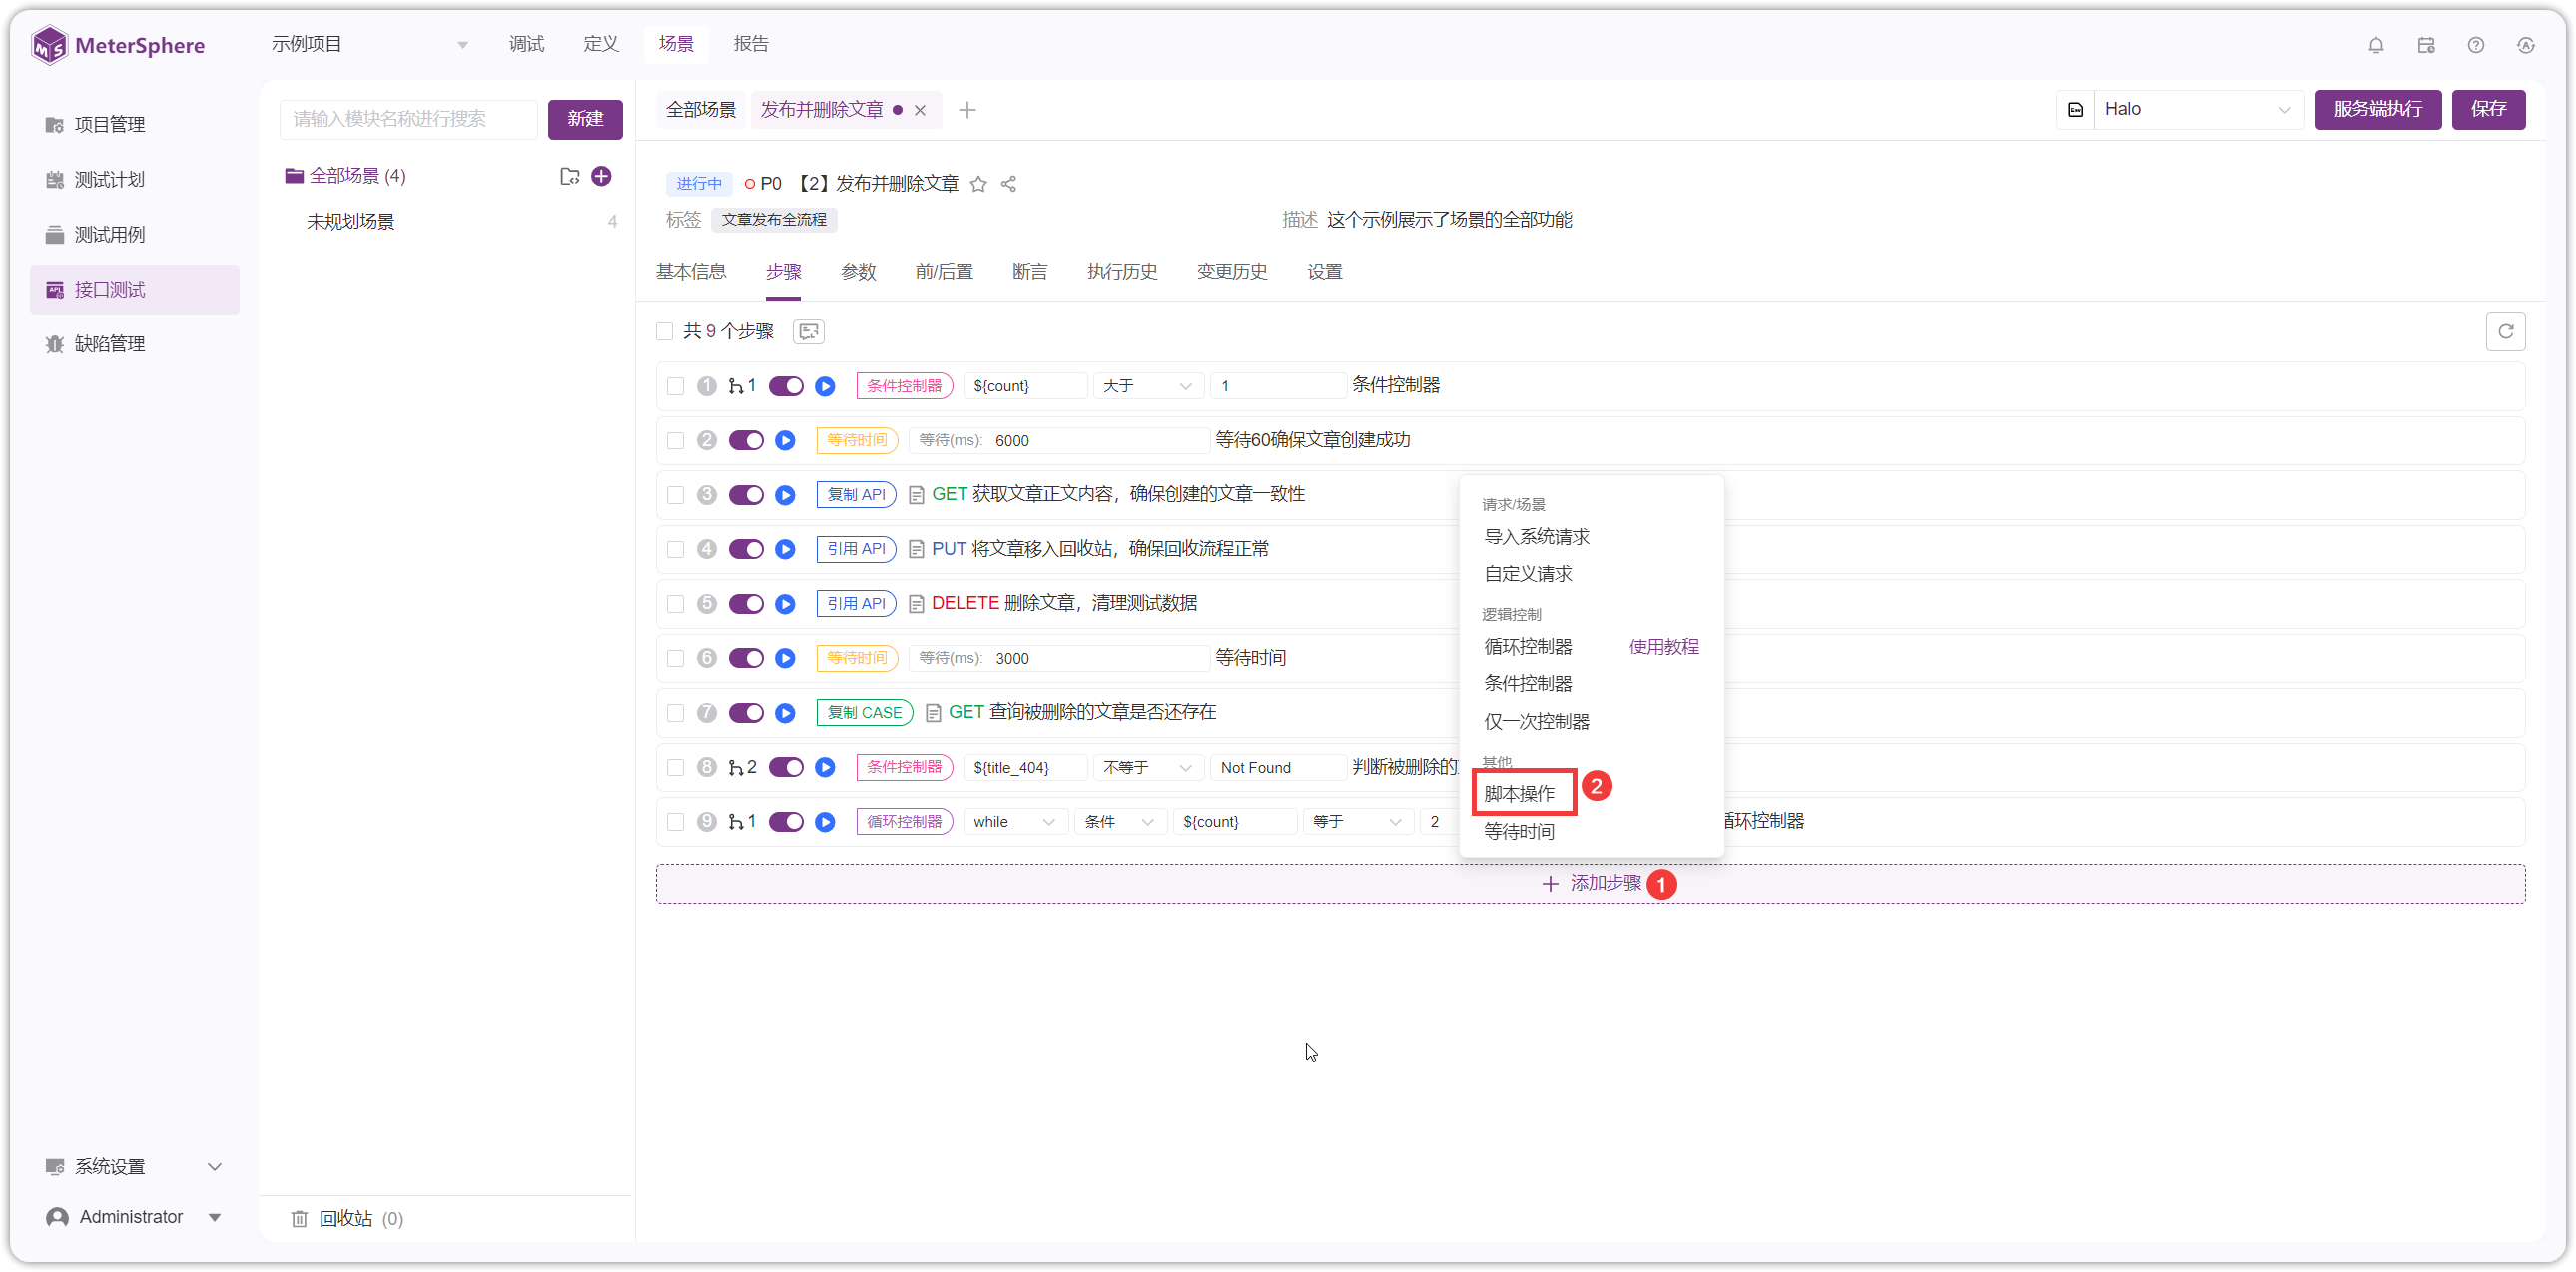 MeterSphere
示例项目
调试 定义 场景 报告
项目管理
测试计划
测试用例
接口测试
缺陷管理
系统设置
Administrator
请输入模块名称进行搜索 新建
全部场景 (4)
未规划场景 4
回收站 (0)
全部场景 发布并删除文章
Halo 服务端执行 保存
进行中 P0 【2】发布并删除文章
标签 文章发布全流程 描述 这个示例展示了场景的全部功能
基本信息 步骤 参数 前/后置 断言 执行历史 变更历史 设置
共 9 个步骤
1 1 条件控制器 ${count} 大于 1 条件控制器
2 等待时间 等待(ms): 6000 等待60确保文章创建成功
3 复制 API GET 获取文章正文内容，确保创建的文章一致性
4 引用 API PUT 将文章移入回收站，确保回收流程正常
5 引用 API DELETE 删除文章，清理测试数据
6 等待时间 等待(ms): 3000 等待时间
7 复制 CASE GET 查询被删除的文章是否还存在
8 2 条件控制器 ${title_404} 不等于 Not Found 判断被删除的
9 1 循环控制器 while 条件 ${count} 等于 2 循环控制器
请求/场景
导入系统请求
自定义请求
逻辑控制
循环控制器 使用教程
条件控制器
仅一次控制器
其他
脚本操作 2
等待时间
添加步骤 1